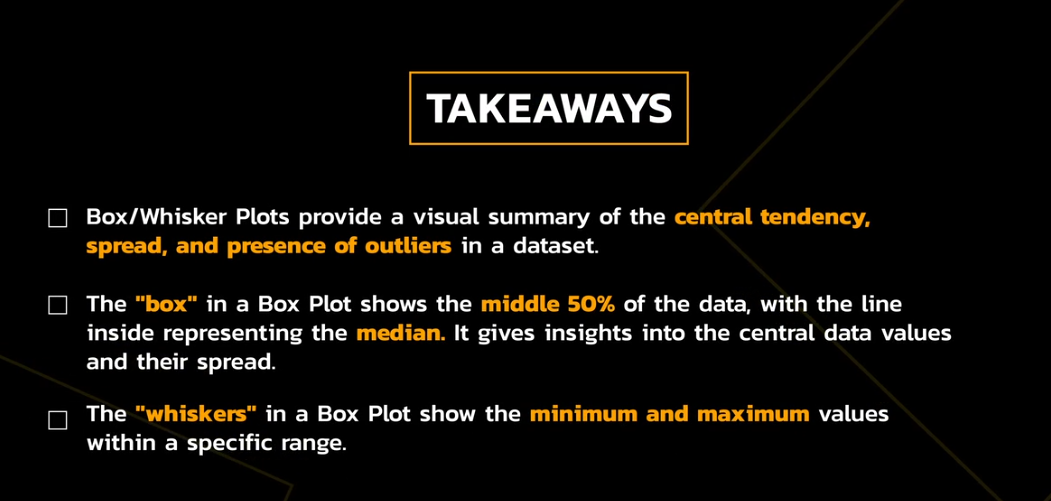 TAKEAWAYS
Box/Whisker Plots provide a visual summary of the central tendency,
spread, and presence of outliers in a dataset.
The "box" in a Box Plot shows the middle 50% of the data, with the line
inside representing the median. It gives insights into the central data values
and their spread.
The "whiskers" in a Box Plot show the minimum and maximum values
within a specific range.